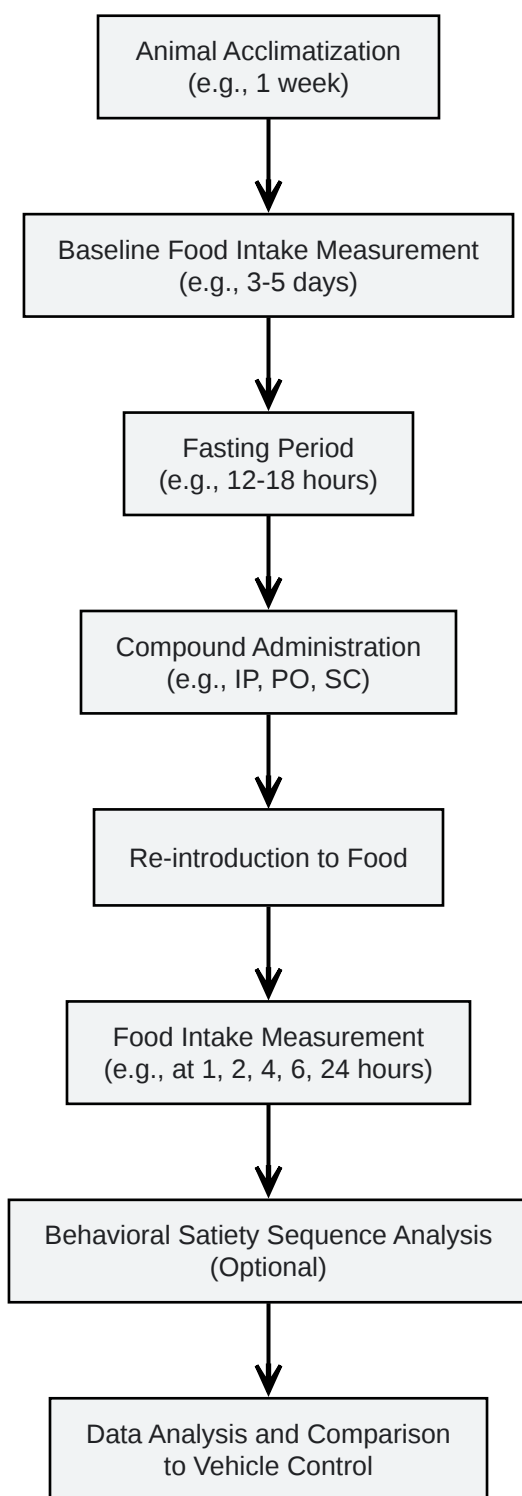 Animal Acclimatization
(e.g., 1 week)
Baseline Food Intake Measurement
(e.g., 3-5 days)
Fasting Period
(e.g., 12-18 hours)
Compound Administration
(e.g., IP, PO, SC)
Re-introduction to Food
Food Intake Measurement
(e.g., at 1, 2, 4, 6, 24 hours)
Behavioral Satiety Sequence Analysis
(Optional)
Data Analysis and Comparison
to Vehicle Control